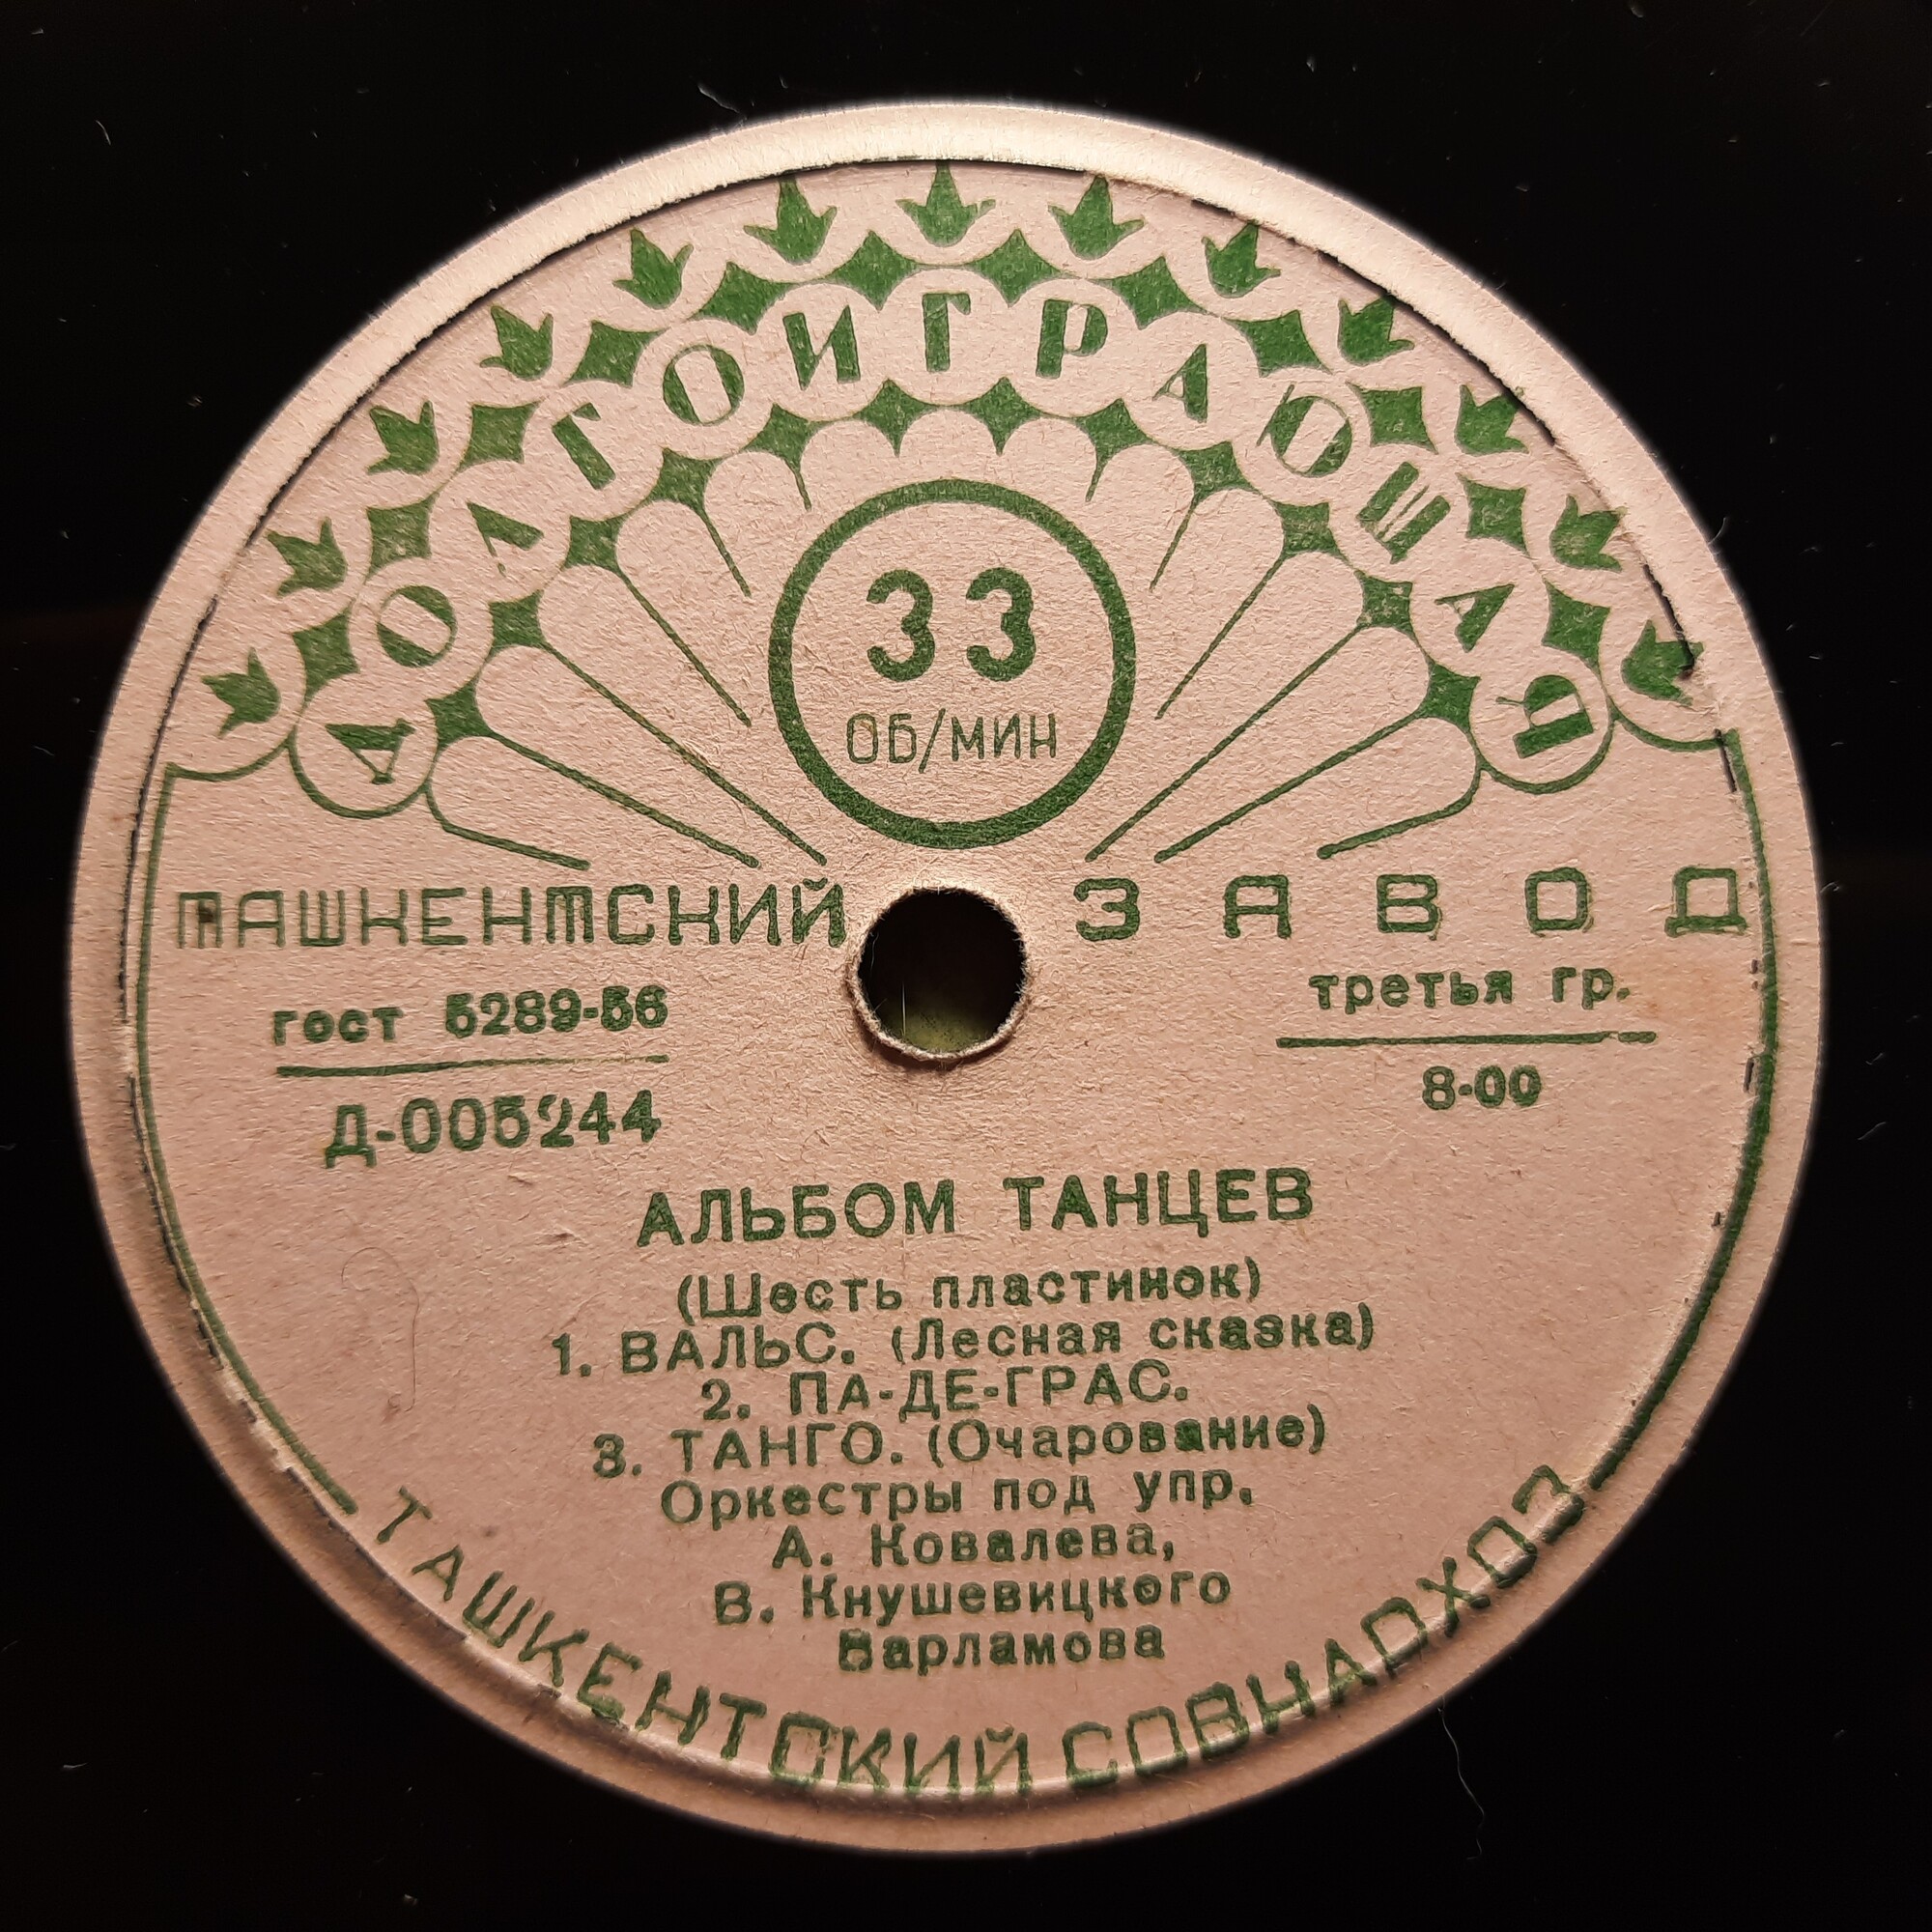 ДОЛГОИГРАЮЩАЯ
33
ОБ/МИН
ТАШКЕНТСКИЙ ЗАВОД
гост 5289-56
Д-005244
третья гр.
8-00
АЛЬБОМ ТАНЦЕВ
(Шесть пластинок)
1. ВАЛЬС. (Лесная сказка)
2. ПА-ДЕ-ГРАС.
3. ТАНГО. (Очарование)
Оркестры под упр.
А. Ковалева,
В. Кнушевицкого
Варламова
ТАШКЕНТСКИЙ СОВНАРХОЗ